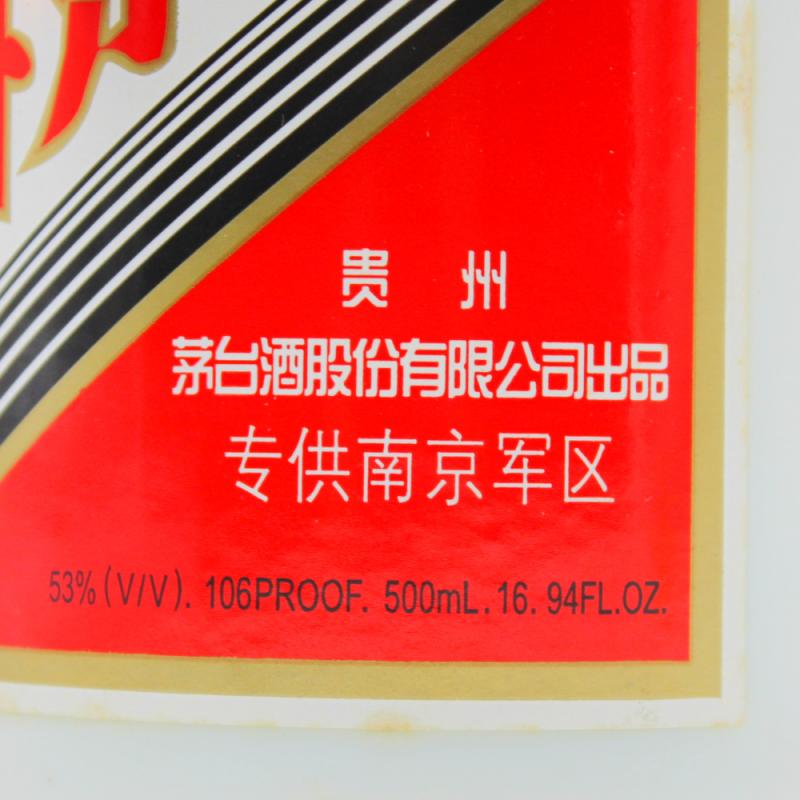 贵 州
茅台酒股份有限公司出品
专供南京军区
53% (V/V). 106PROOF. 500mL. 16. 94FL.OZ.